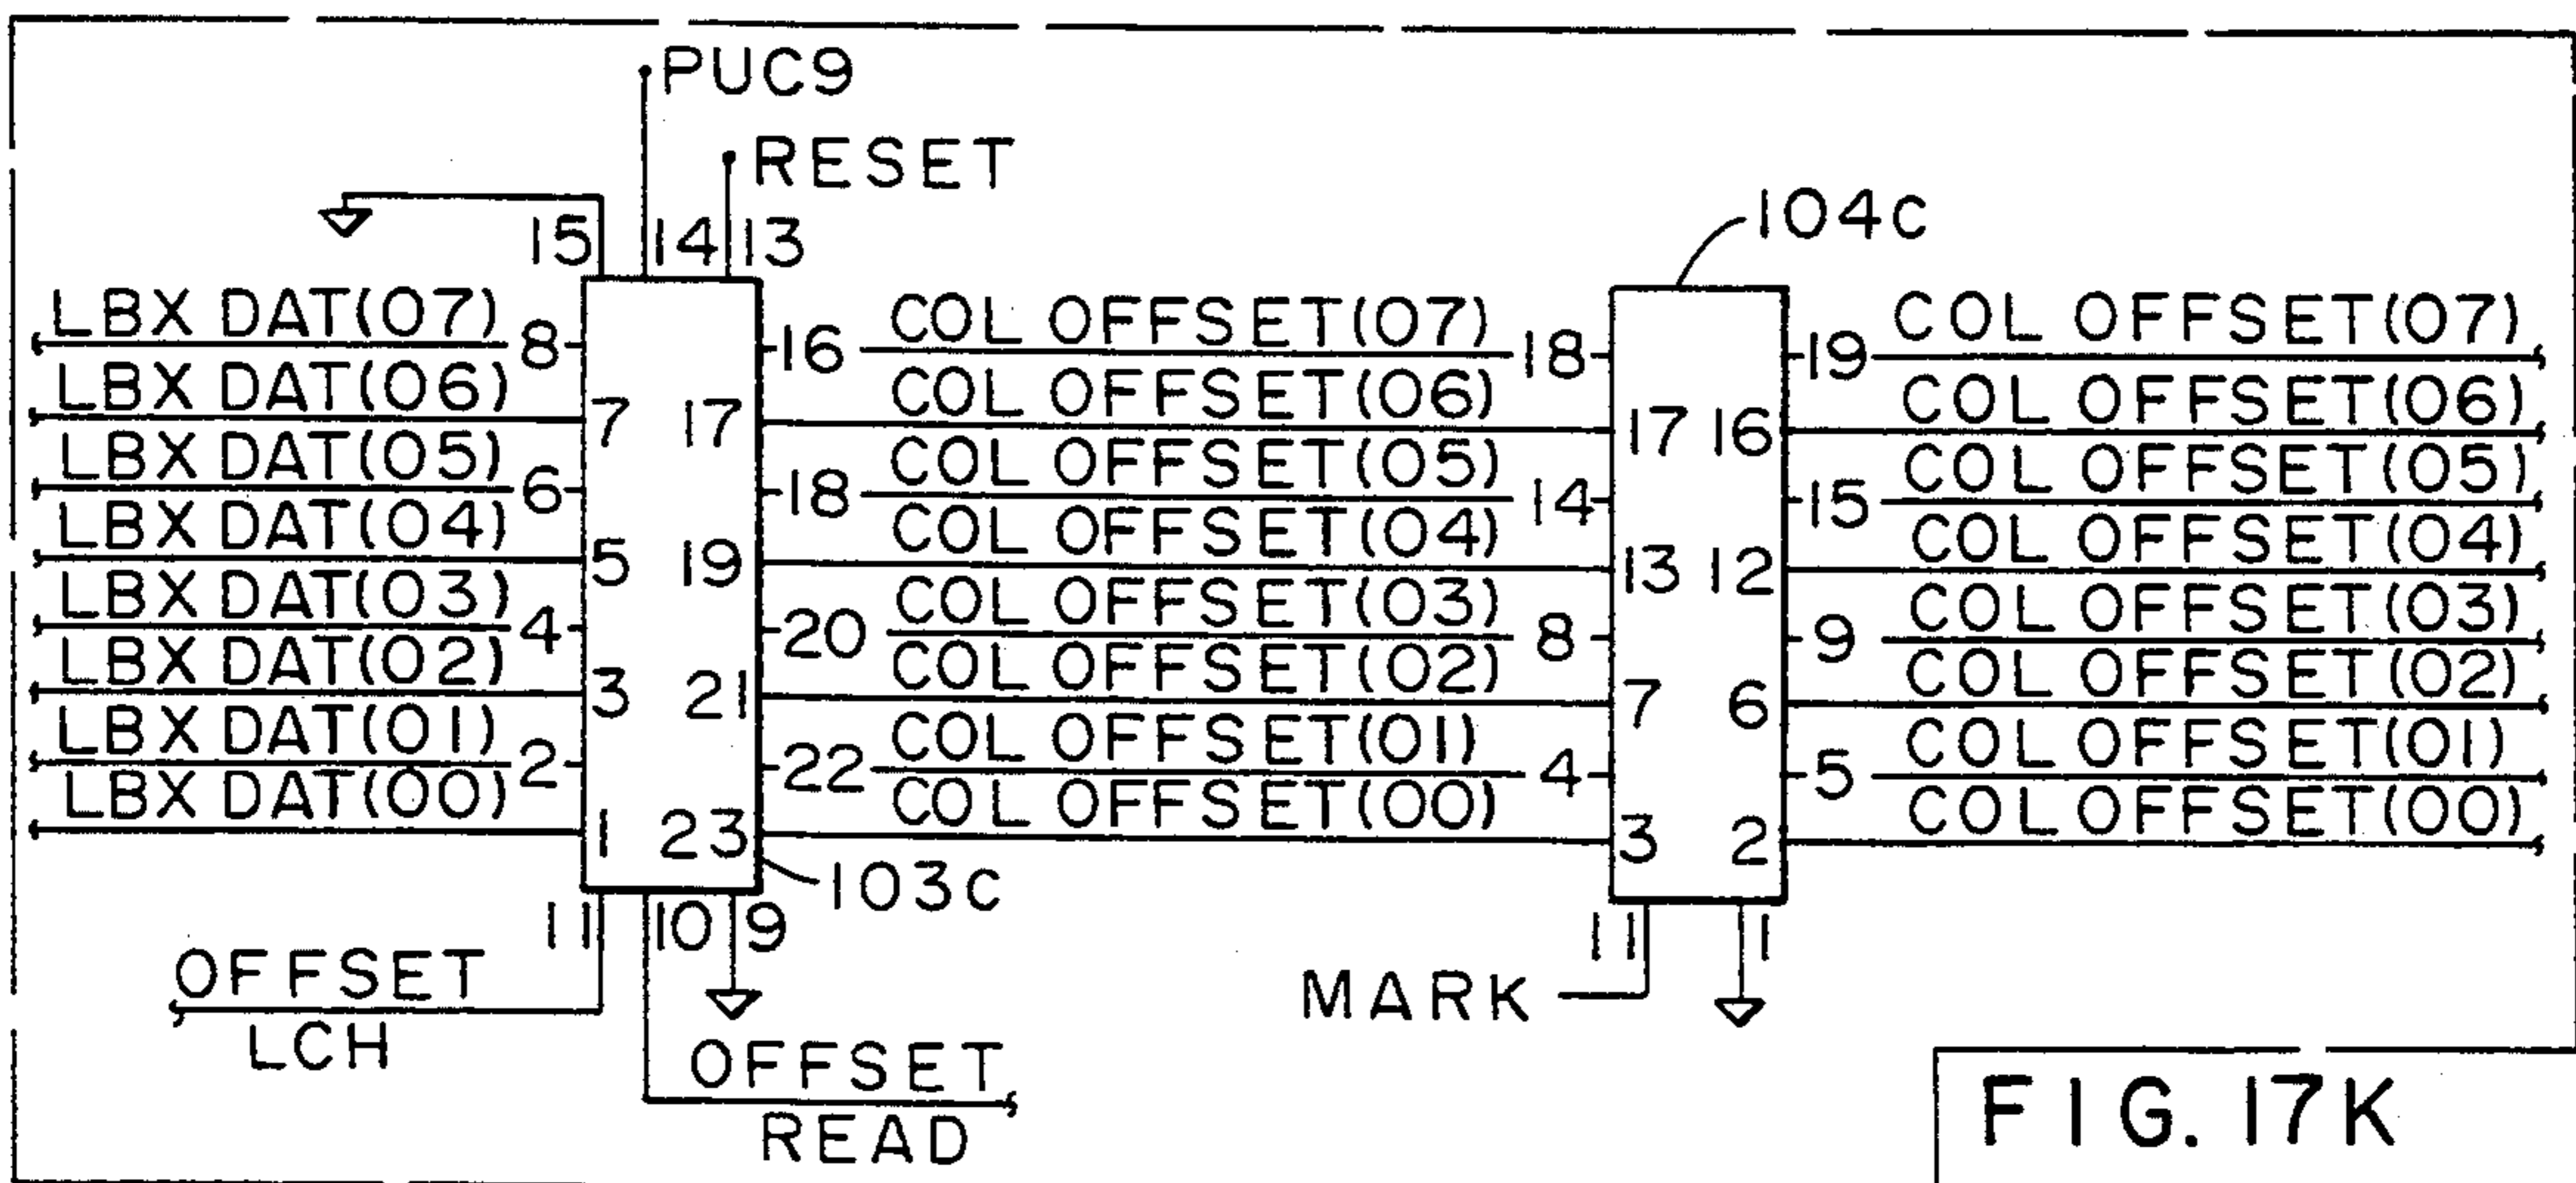 PUC9
RESET
15 14 13
104C
LBX DAT(07) 8 16 COL OFFSET(07) 18 19 COL OFFSET(07)
LBX DAT(06) 7 17 COL OFFSET(06) 17 16 COL OFFSET(06)
LBX DAT(05) 6 18 COL OFFSET(05) 14 15 COL OFFSET(05)
LBX DAT(04) 5 19 COL OFFSET(04) 13 12 COL OFFSET(04)
LBX DAT(03) 4 20 COL OFFSET(03) 8 9 COL OFFSET(03)
LBX DAT(02) 3 21 COL OFFSET(02) 7 6 COL OFFSET(02)
LBX DAT(01) 2 22 COL OFFSET(01) 4 5 COL OFFSET(01)
LBX DAT(00) 1 23 COL OFFSET(00) 3 2 COL OFFSET(00)
103C
11 10 9 11 1
OFFSET
LCH
MARK
OFFSET
READ
FIG. 17K